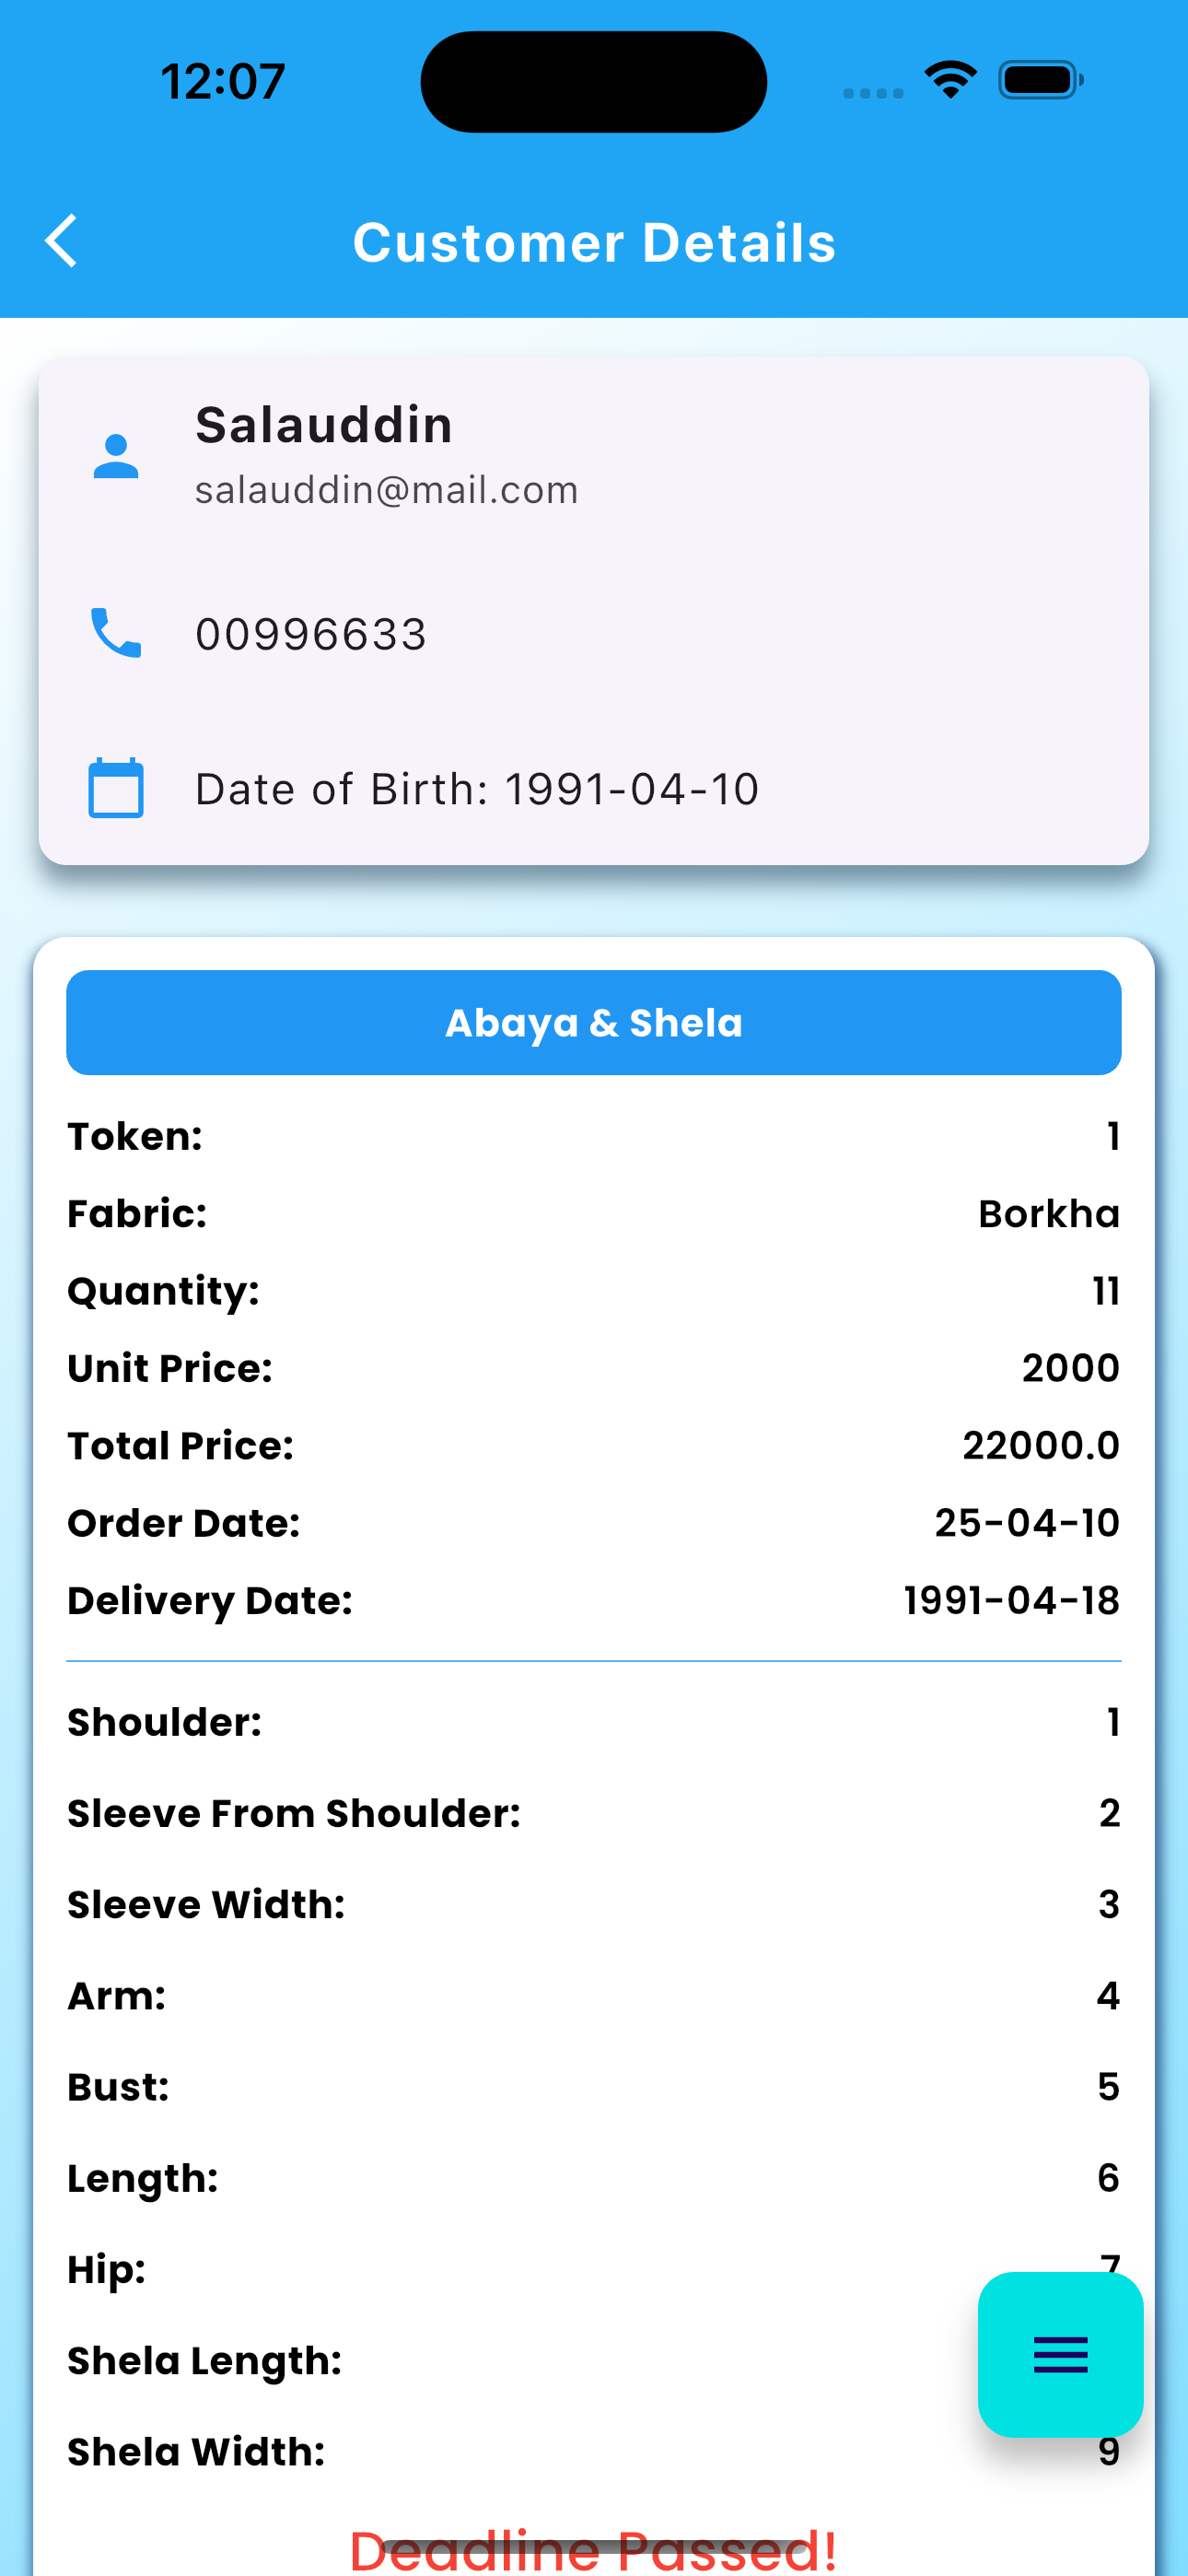 12:07
Customer Details
Salauddin
salauddin@mail.com
00996633
Date of Birth: 1991-04-10
Abaya & Shela
Token: 1
Fabric: Borkha
Quantity: 11
Unit Price: 2000
Total Price: 22000.0
Order Date: 25-04-10
Delivery Date: 1991-04-18
Shoulder: 1
Sleeve From Shoulder: 2
Sleeve Width: 3
Arm: 4
Bust: 5
Length: 6
Hip: 7
Shela Length:
Shela Width: 9
Deadline Passed!